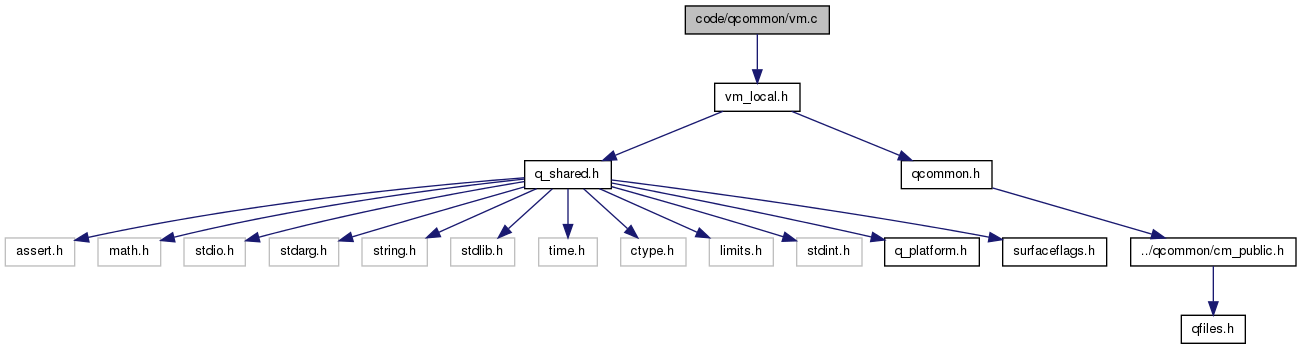 code/qcommon/vm.c
vm_local.h
q_shared.h
qcommon.h
assert.h
math.h
stdio.h
stdarg.h
string.h
stdlib.h
time.h
ctype.h
limits.h
stdint.h
q_platform.h
surfaceflags.h
../qcommon/cm_public.h
qfiles.h